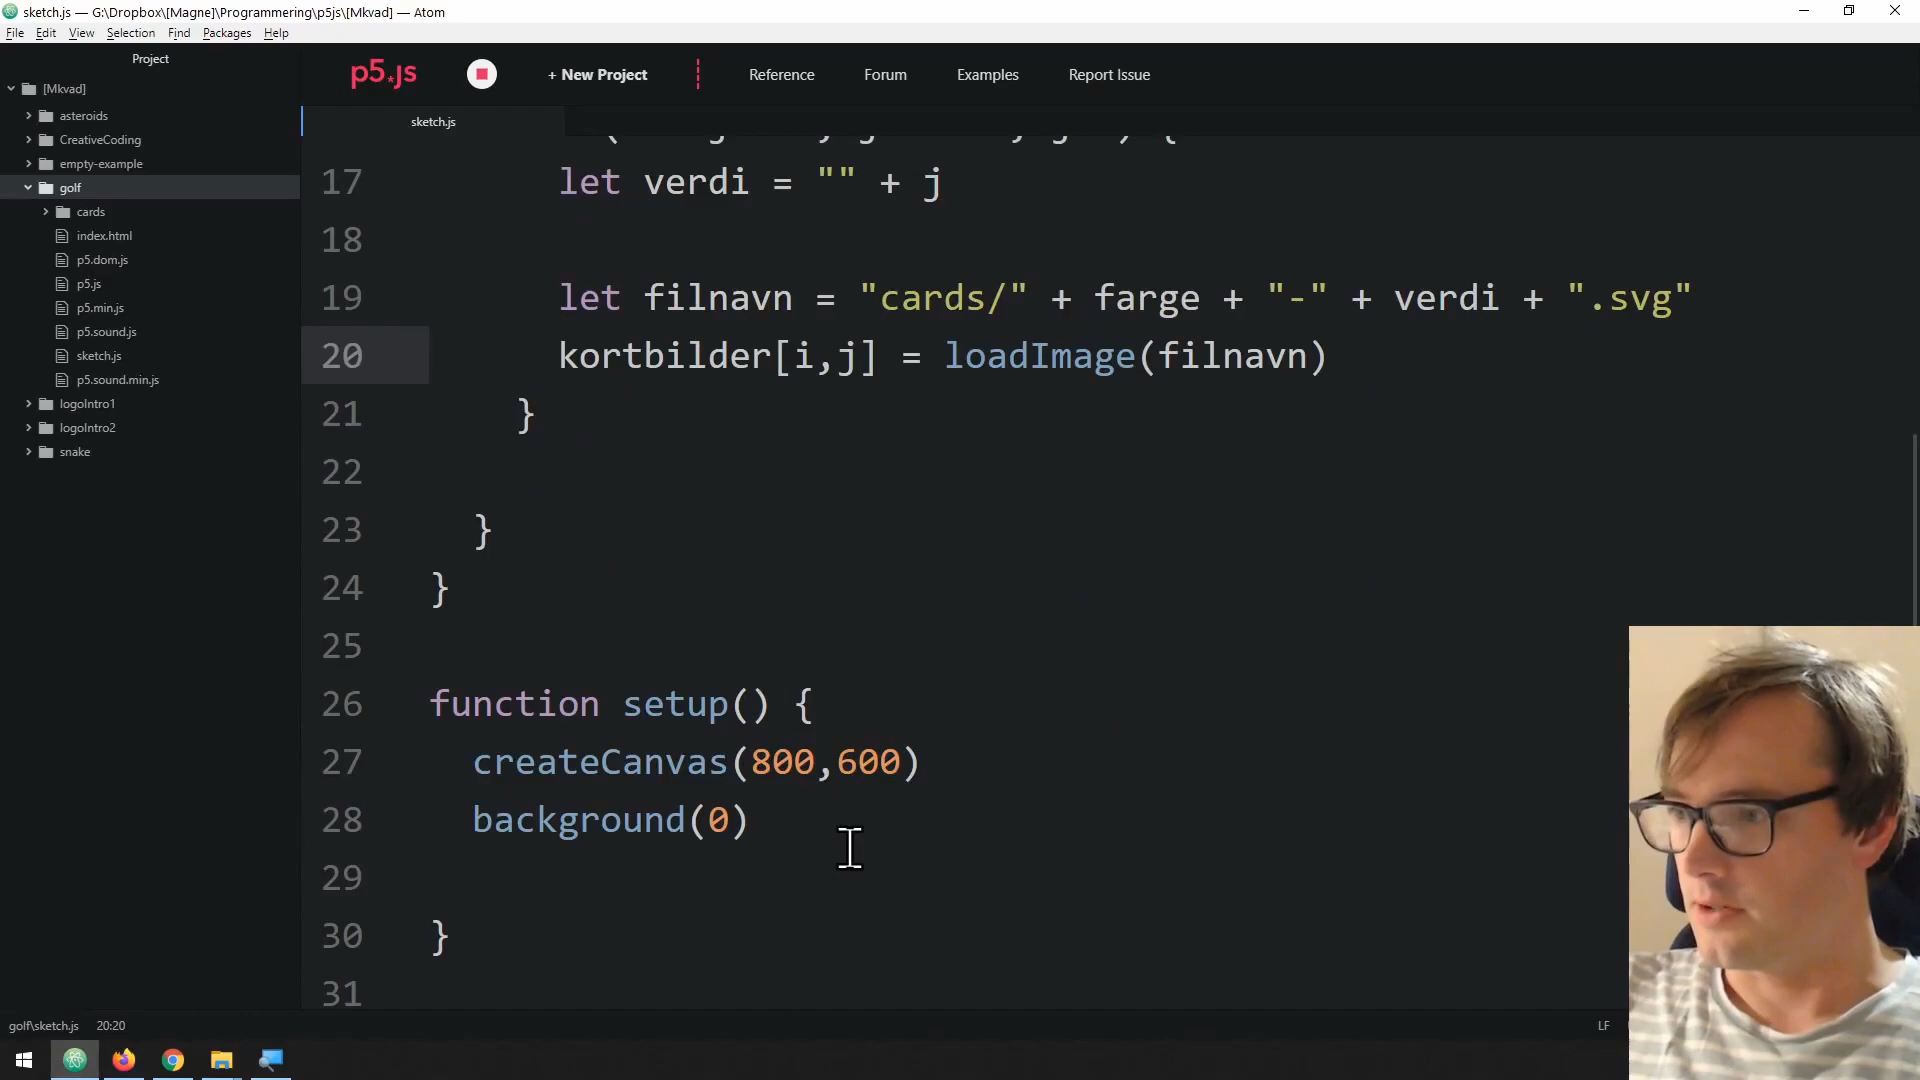 sketch.js — G:\Dropbox\[Magne]\Programmering\p5js\[Mkvad] — Atom
File Edit View Selection Find Packages Help
Project
[Mkvad]
asteroids
CreativeCoding
empty-example
golf
cards
index.html
p5.dom.js
p5.js
p5.min.js
p5.sound.js
sketch.js
p5.sound.min.js
logoIntro1
logoIntro2
snake
p5.js + New Project Reference Forum Examples Report Issue
sketch.js
17 let verdi = "" + j
18
19 let filnavn = "cards/" + farge + "-" + verdi + ".svg"
20 kortbilder[i,j] = loadImage(filnavn)
21 }
22
23 }
24 }
25
26 function setup() {
27 createCanvas(800,600)
28 background(0)
29
30 }
31
golf\sketch.js 20:20 LF